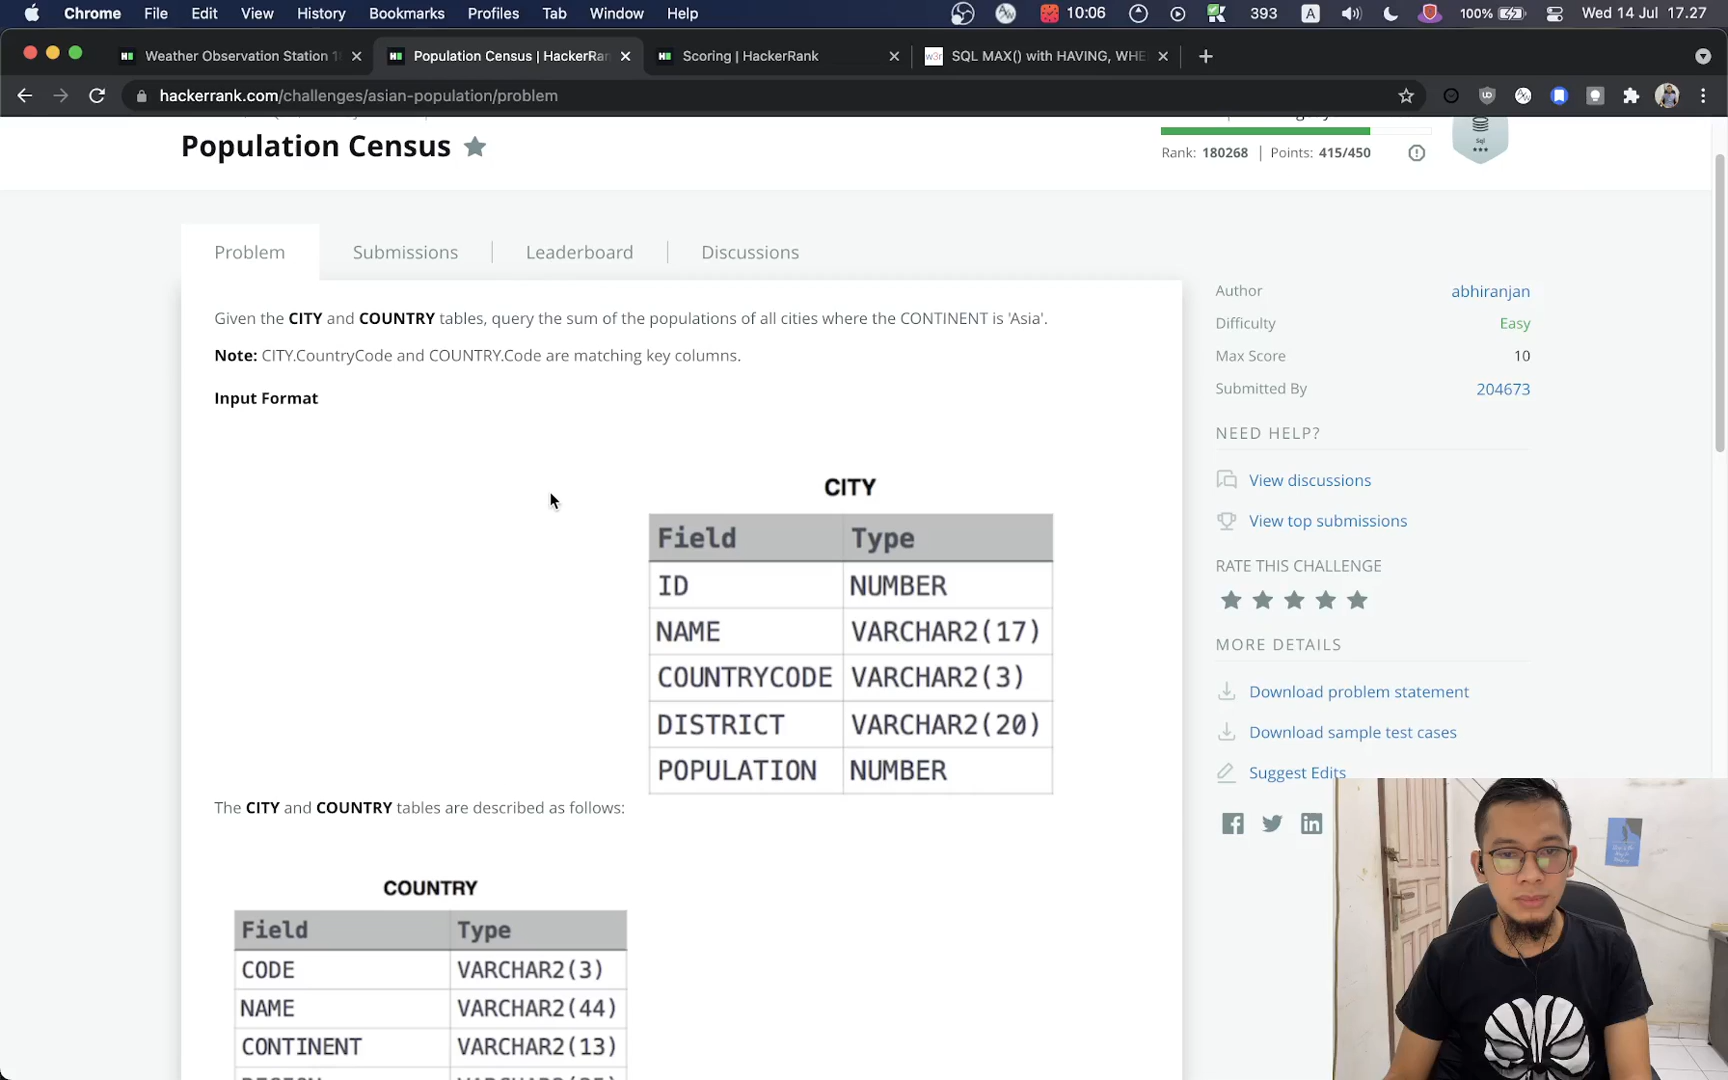 Chrome File Edit View History Bookmarks Profiles Tab Window Help 10:06 393 A 100% Wed 14 Jul 17.27
Weather Observation Station 1 Population Census | HackerRan Scoring | HackerRank SQL MAX() with HAVING, WHE
hackerrank.com/challenges/asian-population/problem
Population Census
Rank: 180268 | Points: 415/450
Sql
Problem Submissions Leaderboard Discussions
Given the CITY and COUNTRY tables, query the sum of the populations of all cities where the CONTINENT is 'Asia'.
Note: CITY.CountryCode and COUNTRY.Code are matching key columns.
Input Format
CITY
Field Type
ID NUMBER
NAME VARCHAR2(17)
COUNTRYCODE VARCHAR2(3)
DISTRICT VARCHAR2(20)
POPULATION NUMBER
The CITY and COUNTRY tables are described as follows:
COUNTRY
Field Type
CODE VARCHAR2(3)
NAME VARCHAR2(44)
CONTINENT VARCHAR2(13)
Author abhiranjan
Difficulty Easy
Max Score 10
Submitted By 204673
NEED HELP?
View discussions
View top submissions
RATE THIS CHALLENGE
MORE DETAILS
Download problem statement
Download sample test cases
Suggest Edits